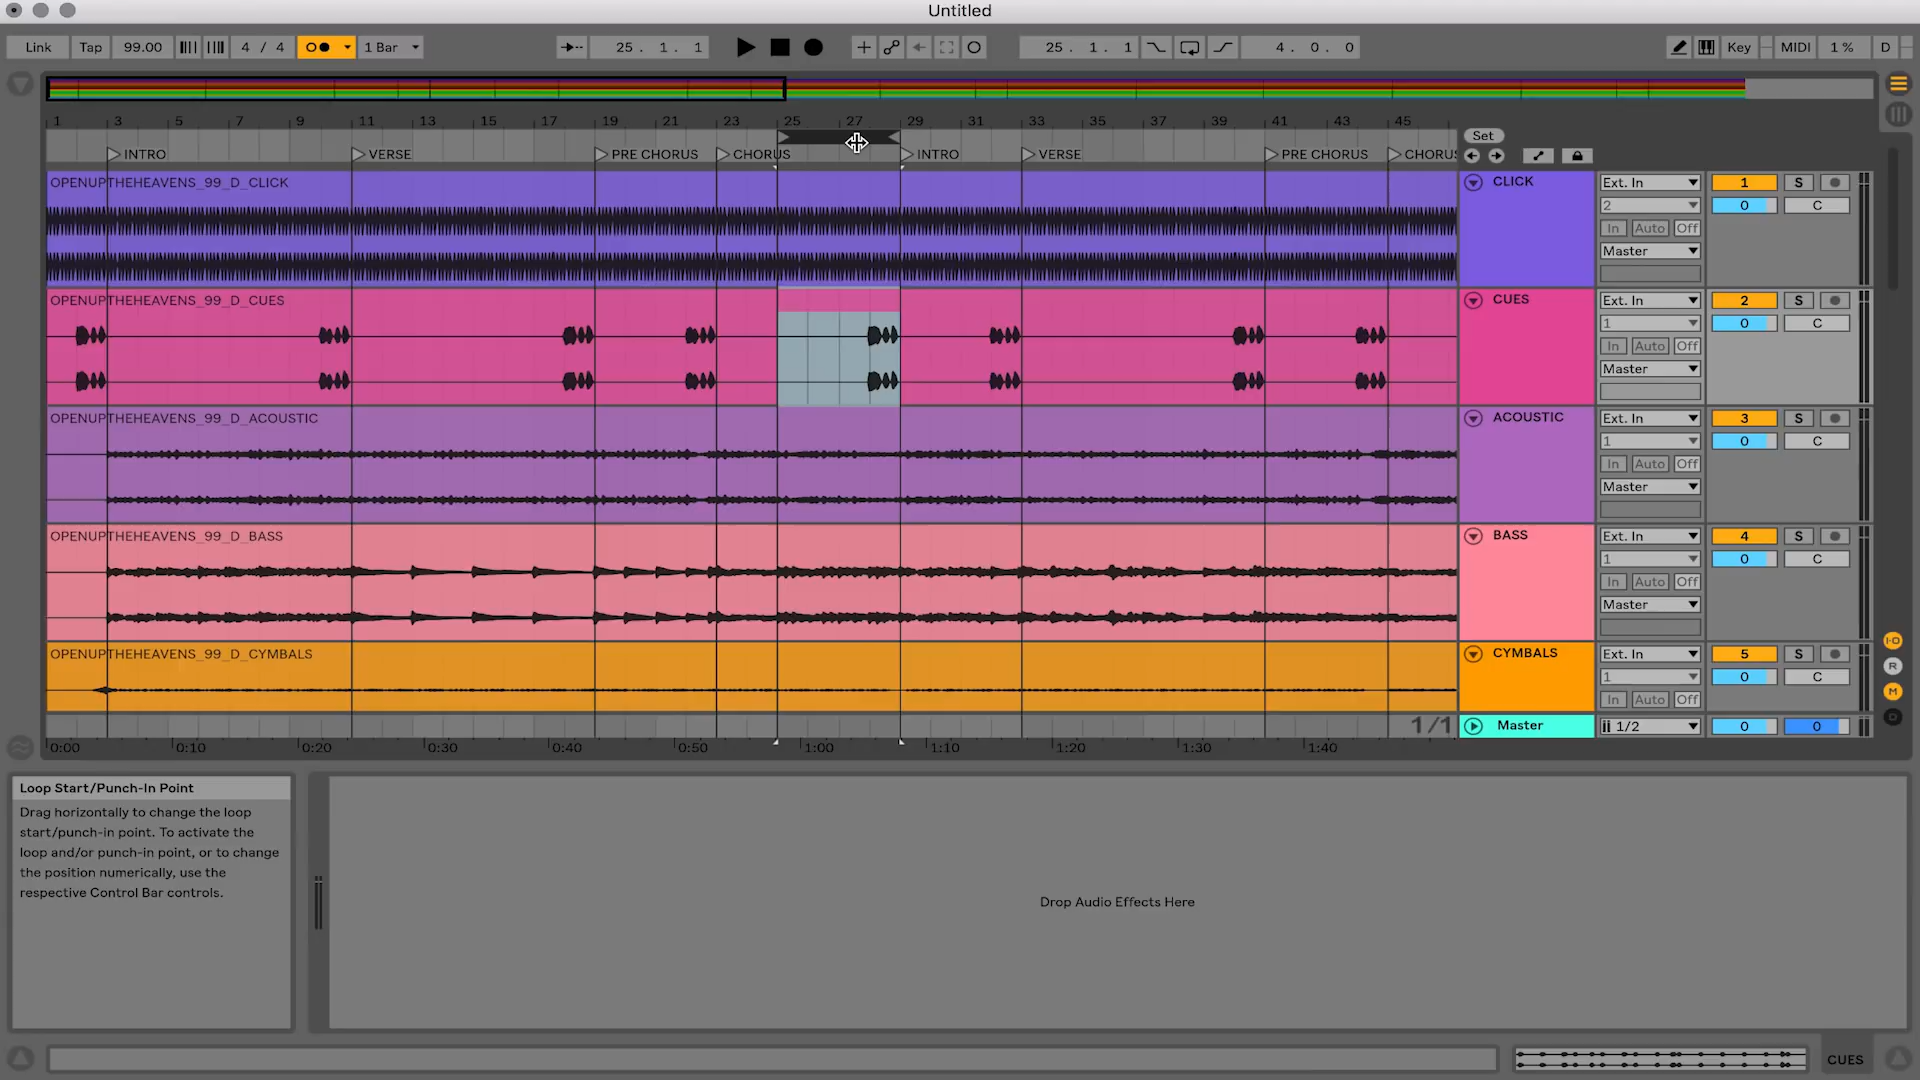 Untitled
Link Tap 99.00 4 / 4 1 Bar 25. 1. 1 25. 1. 1 4. 0. 0 Key MIDI 1 % D
1 3 5 7 9 11 13 15 17 19 21 23 25 27 29 31 33 35 37 39 41 43 45
Set
INTRO VERSE PRE CHORUS CHORUS INTRO VERSE PRE CHORUS CHORUS
OPENUPTHEHEAVENS_99_D_CLICK CLICK Ext. In 1 S
2 0 C
In Auto Off
Master
OPENUPTHEHEAVENS_99_D_CUES CUES Ext. In 2 S
1 0 C
In Auto Off
Master
OPENUPTHEHEAVENS_99_D_ACOUSTIC ACOUSTIC Ext. In 3 S
1 0 C
In Auto Off
Master
OPENUPTHEHEAVENS_99_D_BASS BASS Ext. In 4 S
1 0 C
In Auto Off
Master
I-O
OPENUPTHEHEAVENS_99_D_CYMBALS CYMBALS Ext. In 5 S
R
1 0 C
M
In Auto Off
D
1/1 Master 1/2 0 0
0:00 0:10 0:20 0:30 0:40 0:50 1:00 1:10 1:20 1:30 1:40
Loop Start/Punch-In Point
Drag horizontally to change the loop
start/punch-in point. To activate the
loop and/or punch-in point, or to change
the position numerically, use the
respective Control Bar controls.
Drop Audio Effects Here
CUES